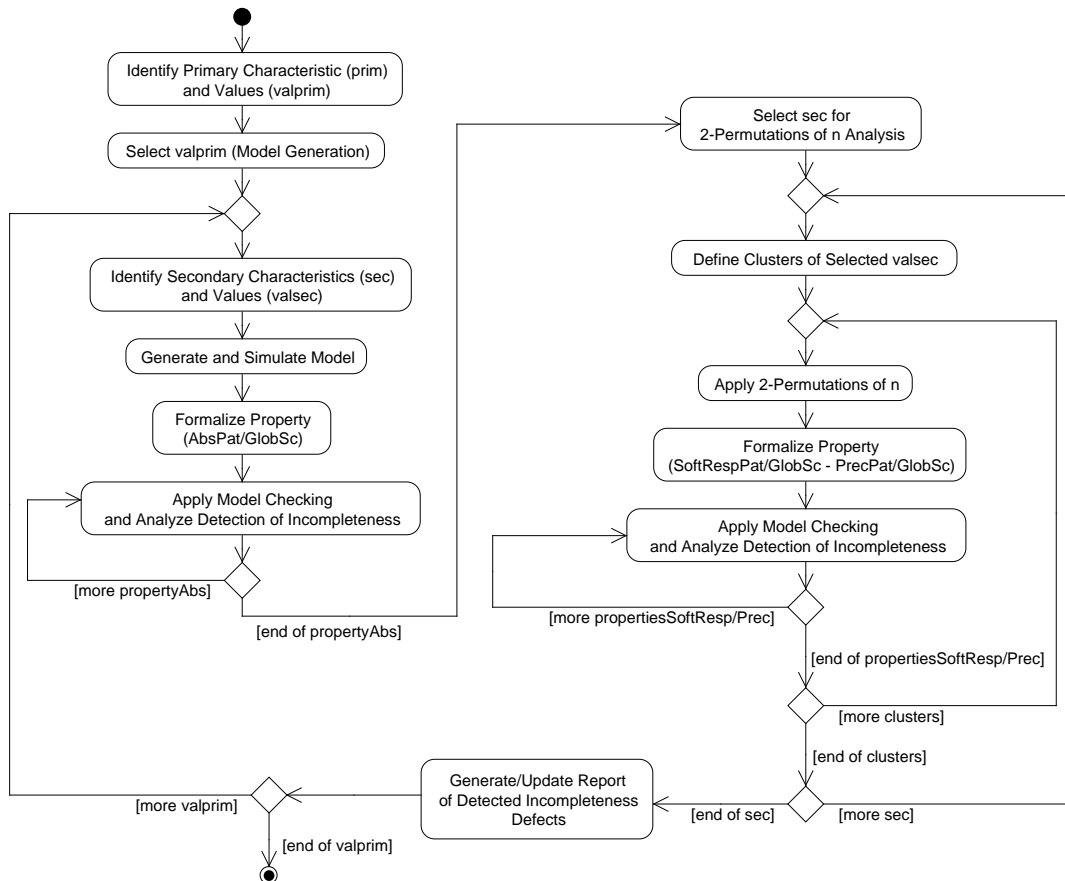 Identify Primary Characteristic (prim)
and Values (valprim)
Select valprim (Model Generation)
Identify Secondary Characteristics (sec)
and Values (valsec)
Generate and Simulate Model
Formalize Property
(AbsPat/GlobSc)
Apply Model Checking
and Analyze Detection of Incompleteness
[more propertyAbs]
[end of propertyAbs]
Select sec for
2-Permutations of n Analysis
Define Clusters of Selected valsec
Apply 2-Permutations of n
Formalize Property
(SoftRespPat/GlobSc - PrecPat/GlobSc)
Apply Model Checking
and Analyze Detection of Incompleteness
[more propertiesSoftResp/Prec]
[end of propertiesSoftResp/Prec]
[more clusters]
[end of clusters]
[more sec]
[end of sec]
Generate/Update Report
of Detected Incompleteness
Defects
[more valprim]
[end of valprim]